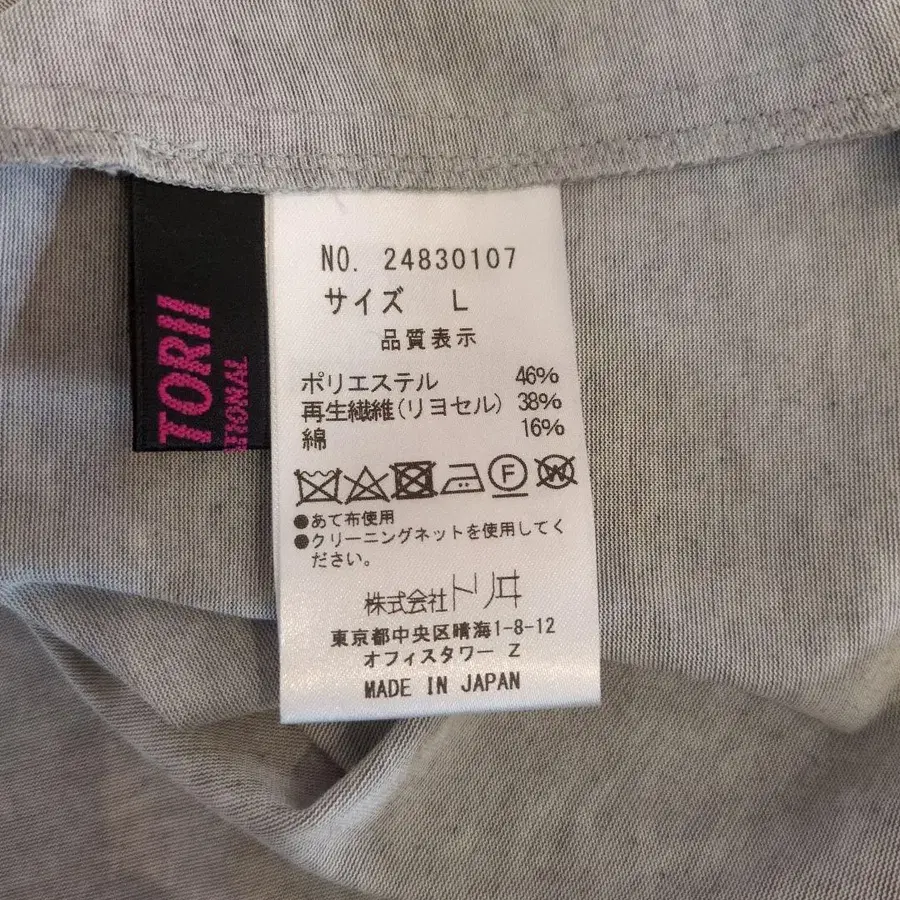 TORII
NO. 24830107
サイズ L
品質表示
ポリエステル 46%
再生繊維(リヨセル) 38%
綿 16%
F
W
●あて布使用
●クリーニングネットを使用してく
ださい。
株式会社トリヰ
東京都中央区晴海1-8-12
オフィスタワー Z
MADE IN JAPAN